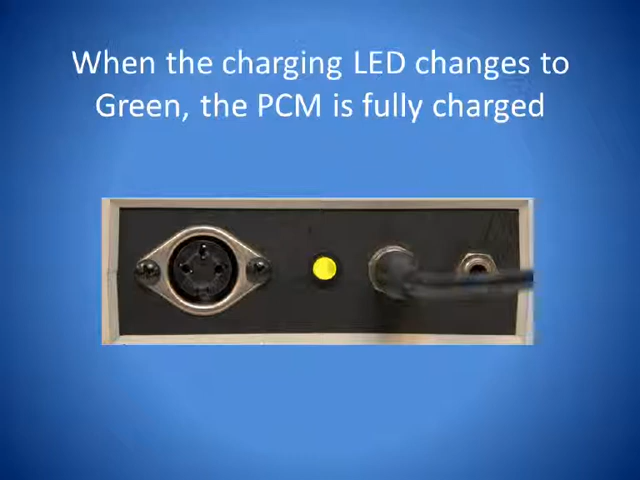 When the charging LED changes to
Green, the PCM is fully charged